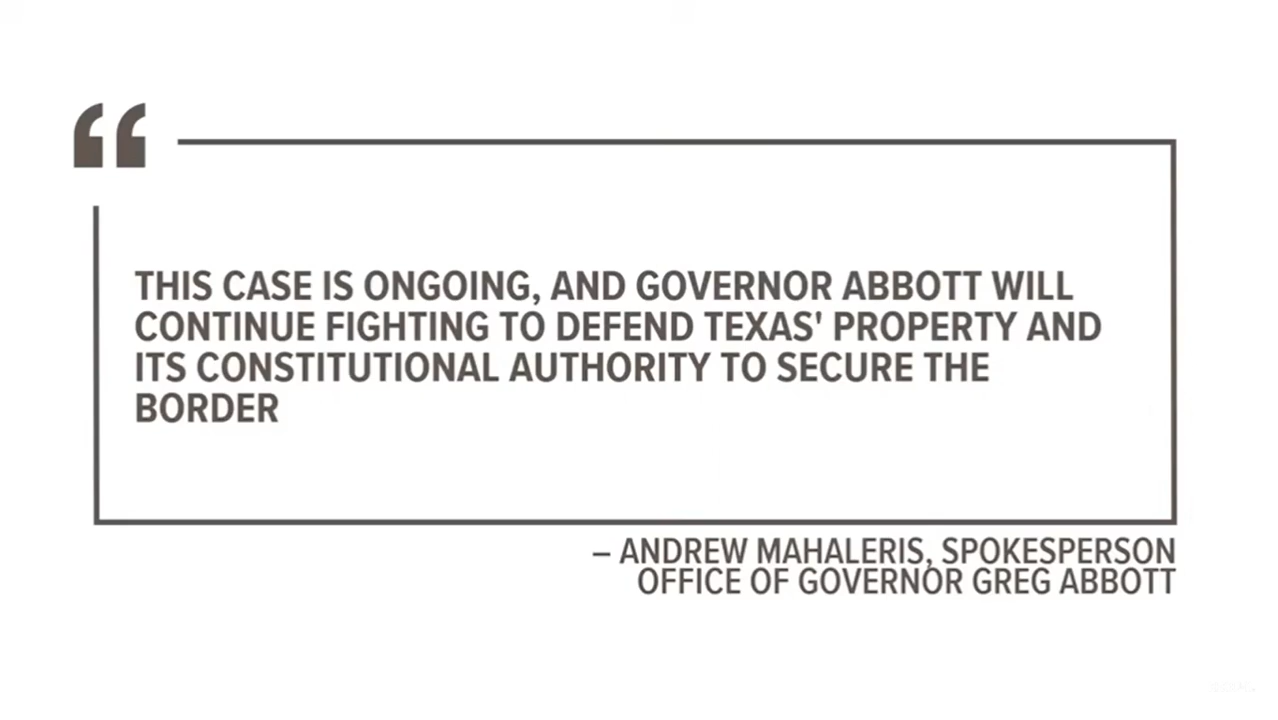 “
THIS CASE IS ONGOING, AND GOVERNOR ABBOTT WILL
CONTINUE FIGHTING TO DEFEND TEXAS' PROPERTY AND
ITS CONSTITUTIONAL AUTHORITY TO SECURE THE
BORDER
– ANDREW MAHALERIS, SPOKESPERSON
OFFICE OF GOVERNOR GREG ABBOTT